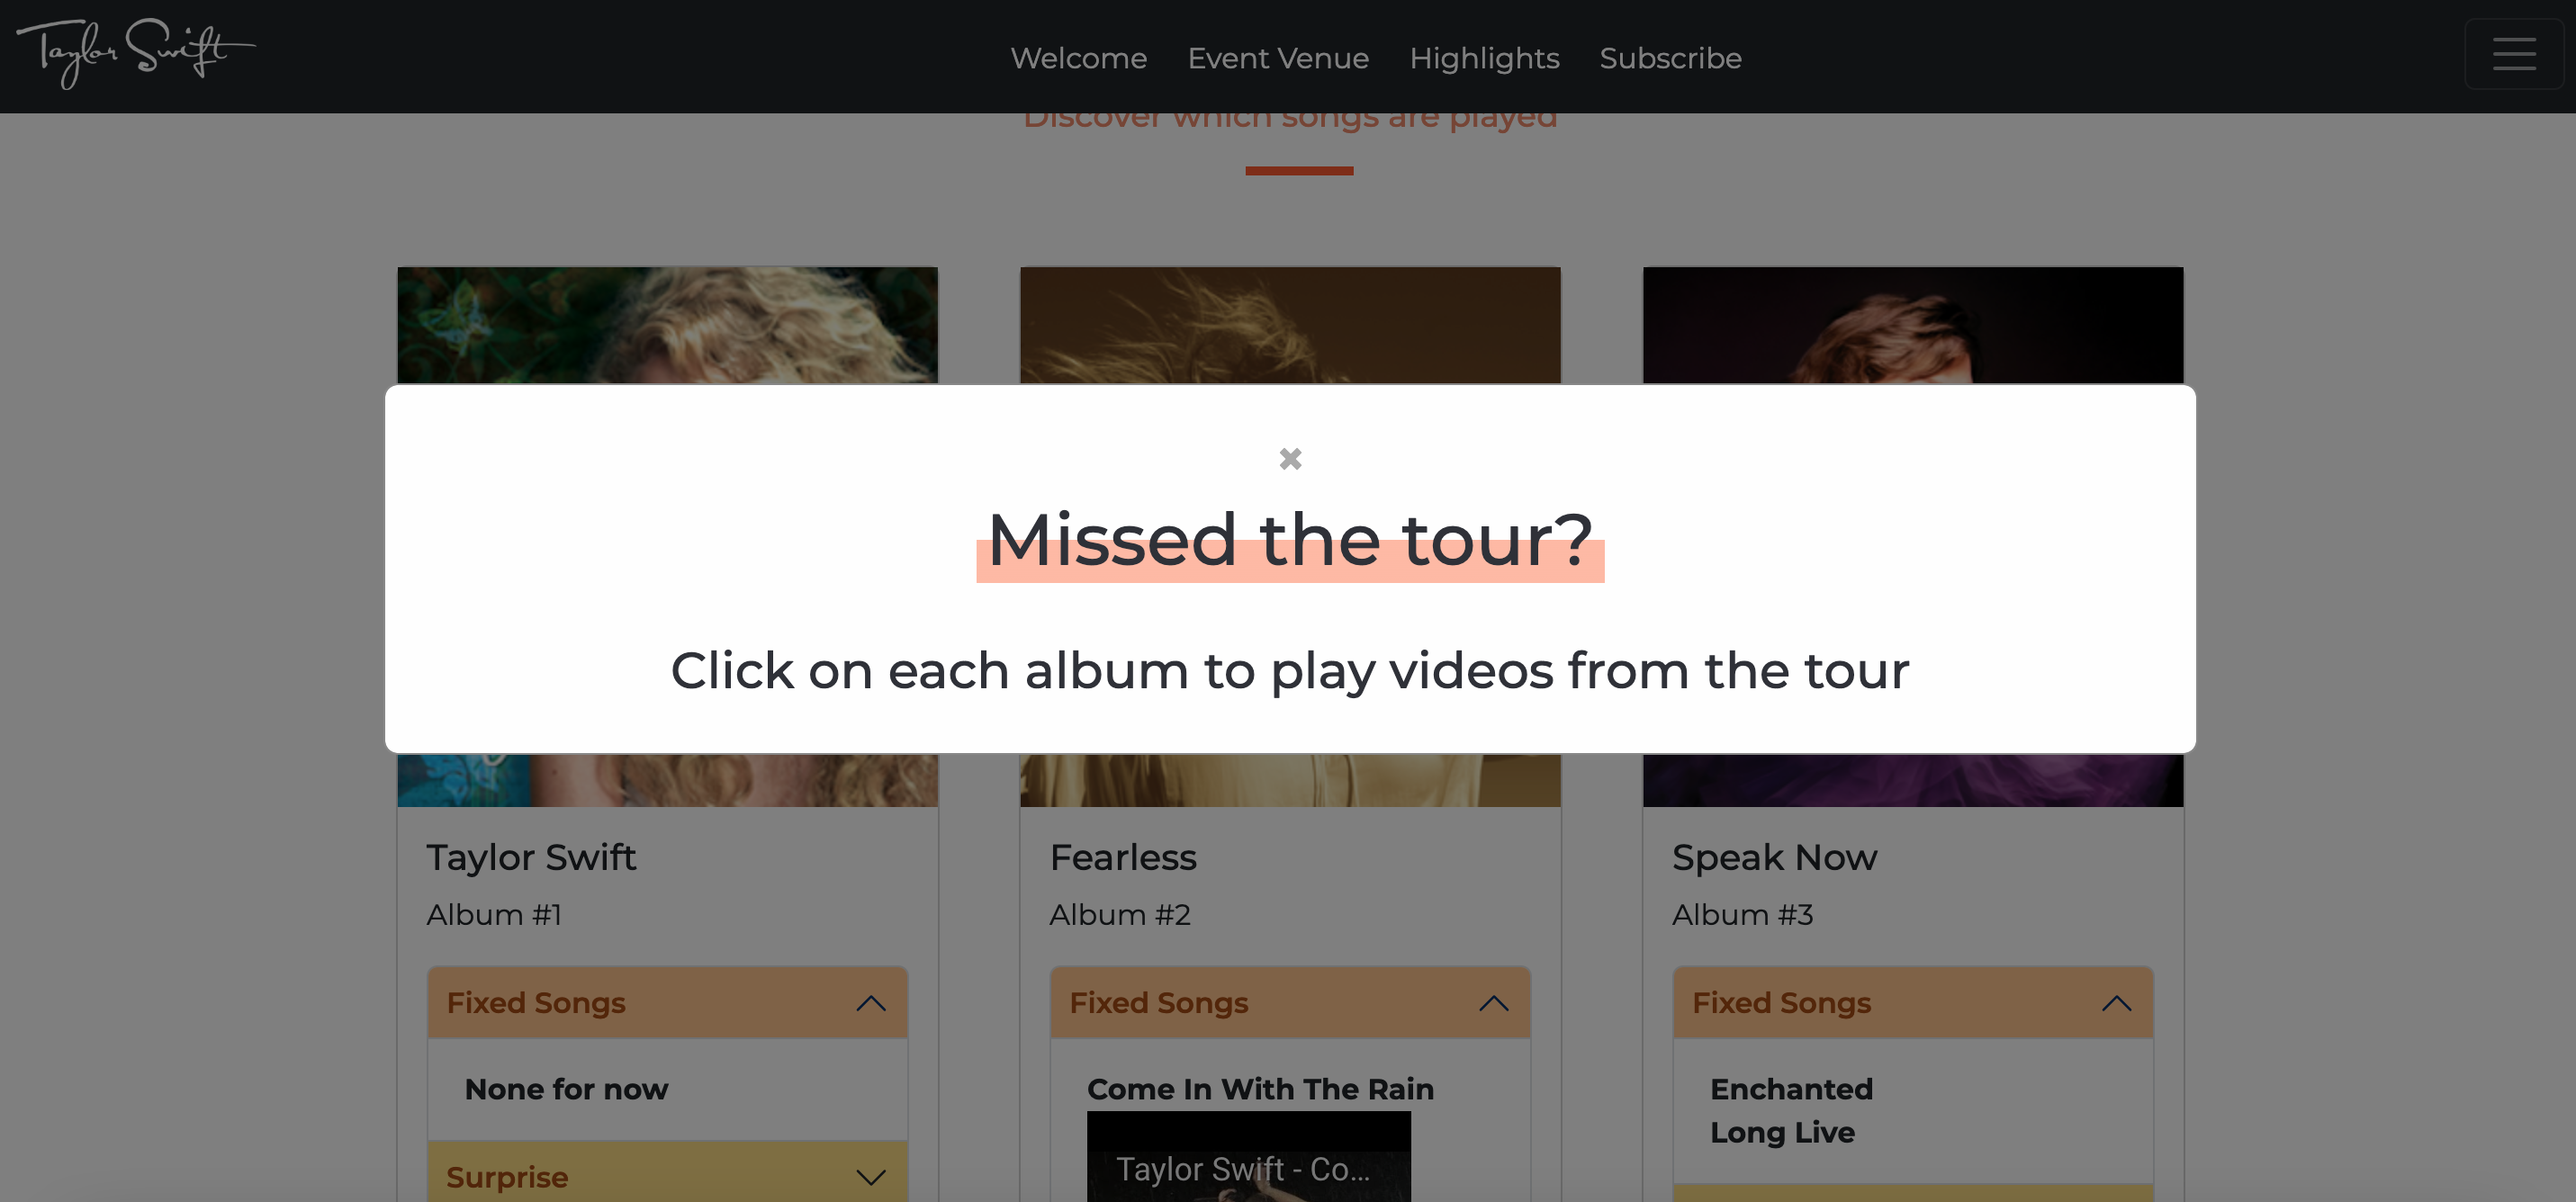 Taylor Swift
Welcome Event Venue Highlights Subscribe
Discover which songs are played
Missed the tour?
Click on each album to play videos from the tour
Taylor Swift
Album #1
Fixed Songs
None for now
Surprise
Fearless
Album #2
Fixed Songs
Come In With The Rain
Taylor Swift - Co...
Speak Now
Album #3
Fixed Songs
Enchanted
Long Live